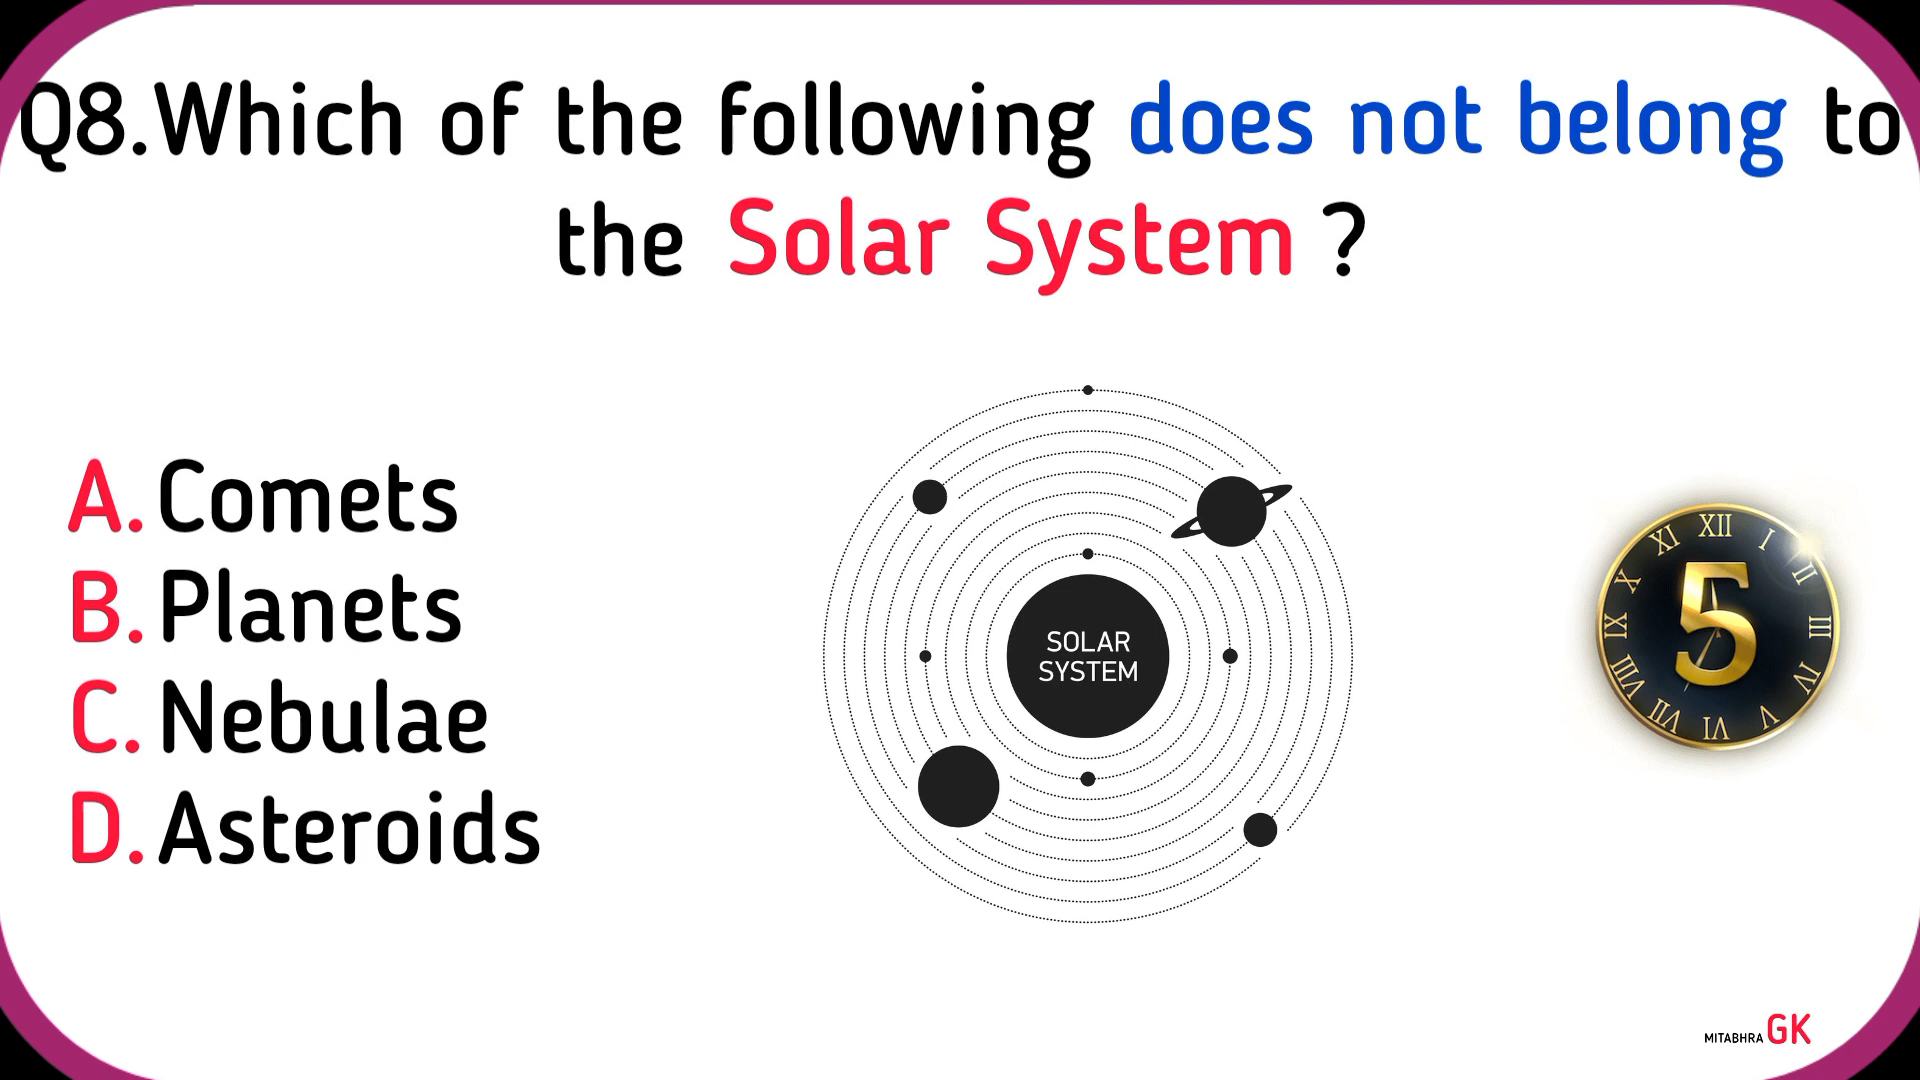 Q8.Which of the following does not belong to
the Solar System ?
A. Comets
B. Planets
C. Nebulae
D. Asteroids
SOLAR
SYSTEM
XII
I
II
III
IV
V
VI
VII
VIII
IX
X
XI
5
MITABHRA GK